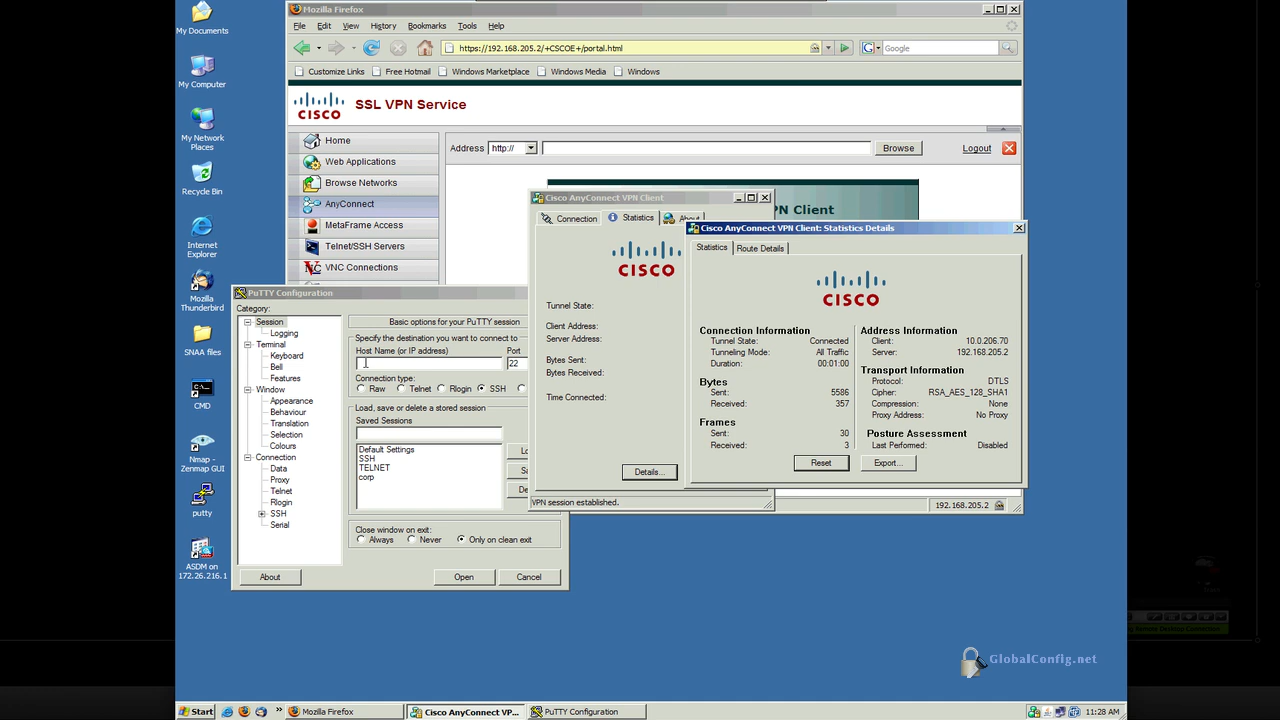 My Documents
My Computer
My Network
Places
Recycle Bin
Internet
Explorer
Mozilla
Thunderbird
SNAA files
CMD
Nmap -
Zenmap GUI
putty
ASDM on
172.26.216.1
Mozilla Firefox
File Edit View History Bookmarks Tools Help
https://192.168.205.2/+CSCOE+/portal.html
Google
Customize Links Free Hotmail Windows Marketplace Windows Media Windows
CISCO
SSL VPN Service
Home
Web Applications
Browse Networks
AnyConnect
MetaFrame Access
Telnet/SSH Servers
VNC Connections
Address http:// Browse Logout
PN Client
192.168.205.2
Cisco AnyConnect VPN Client
Connection Statistics About
CISCO
Tunnel State:
Client Address:
Server Address:
Bytes Sent:
Bytes Received:
Time Connected:
Details...
VPN session established.
Cisco AnyConnect VPN Client: Statistics Details
Statistics Route Details
CISCO
Connection Information
Tunnel State: Connected
Tunneling Mode: All Traffic
Duration: 00:01:00
Bytes
Sent: 5586
Received: 357
Frames
Sent: 30
Received: 3
Address Information
Client: 10.0.206.70
Server: 192.168.205.2
Transport Information
Protocol: DTLS
Cipher: RSA_AES_128_SHA1
Compression: None
Proxy Address: No Proxy
Posture Assessment
Last Performed: Disabled
Reset Export...
PuTTY Configuration
Category:
Session
Logging
Terminal
Keyboard
Bell
Features
Window
Appearance
Behaviour
Translation
Selection
Colours
Connection
Data
Proxy
Telnet
Rlogin
SSH
Serial
Basic options for your PuTTY session
Specify the destination you want to connect to
Host Name (or IP address) Port
22
Connection type:
Raw Telnet Rlogin SSH
Load, save or delete a stored session
Saved Sessions
Default Settings
SSH
TELNET
corp
Lo
Sa
De
Close window on exit:
Always Never Only on clean exit
About Open Cancel
GlobalConfig.net
Start Mozilla Firefox Cisco AnyConnect VP... PuTTY Configuration 11:28 AM